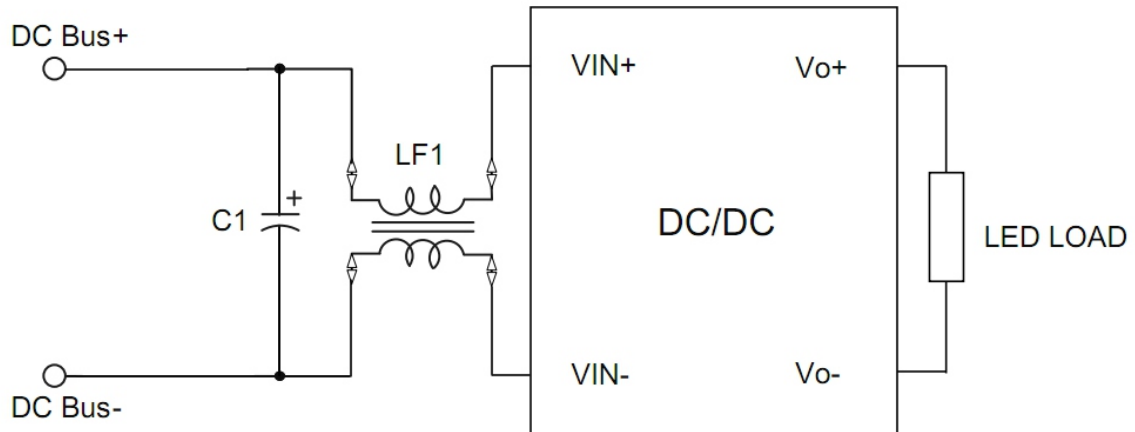 DC Bus+
VIN+
Vo+
LF1
+
C1
DC/DC
LED LOAD
VIN-
Vo-
DC Bus-